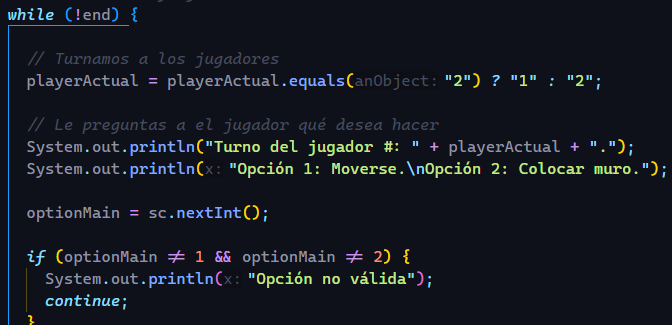 while (!end) {
// Turnamos a los jugadores
playerActual = playerActual.equals(anObject: "2") ? "1" : "2";
// Le preguntas a el jugador qué desea hacer
System.out.println("Turno del jugador #: " + playerActual + ".");
System.out.println(x: "Opción 1: Moverse.\nOpción 2: Colocar muro.");
optionMain = sc.nextInt();
if (optionMain ≠ 1 && optionMain ≠ 2) {
System.out.println(x: "Opción no válida");
continue;
}